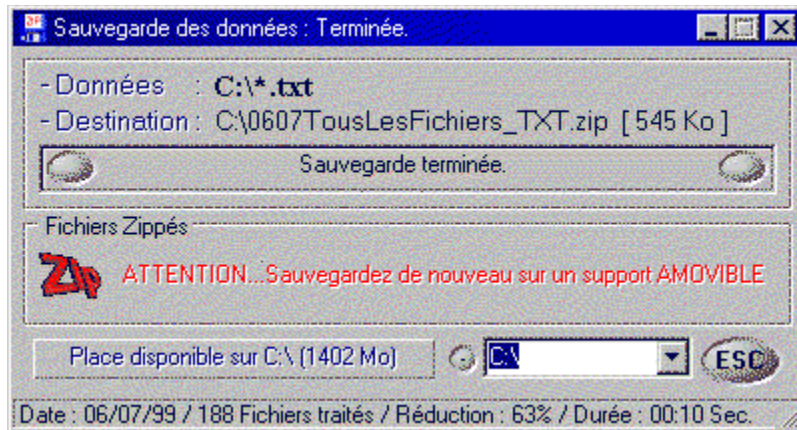 Sauvegarde des données : Terminée.
- Données : C:\*.txt
- Destination : C:\0607TousLesFichiers_TXT.zip [ 545 Ko ]
Sauvegarde terminée.
Fichiers Zippés
Zip
ATTENTION...Sauvegardez de nouveau sur un support AMOVIBLE
Place disponible sur C:\ (1402 Mo)
C:\
ESC
Date : 06/07/99 / 188 Fichiers traités / Réduction : 63% / Durée : 00:10 Sec.